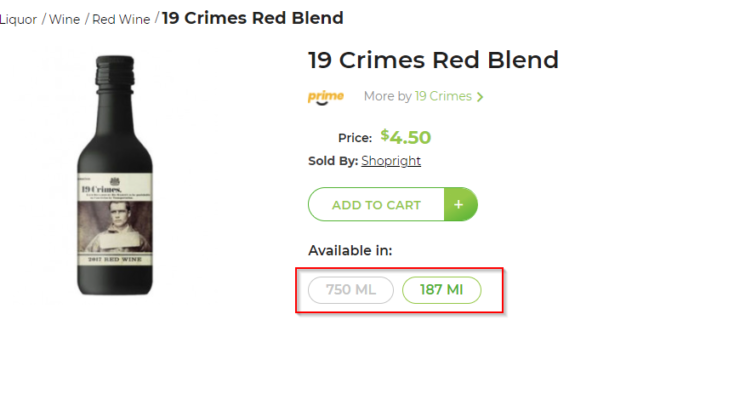 Liquor / Wine / Red Wine / 19 Crimes Red Blend
19 Crimes Red Blend
prime
More by 19 Crimes >
Price: $4.50
Sold By: Shopright
ADD TO CART +
Available in:
750 ML 187 Ml
19 Crimes.
2017 RED WINE